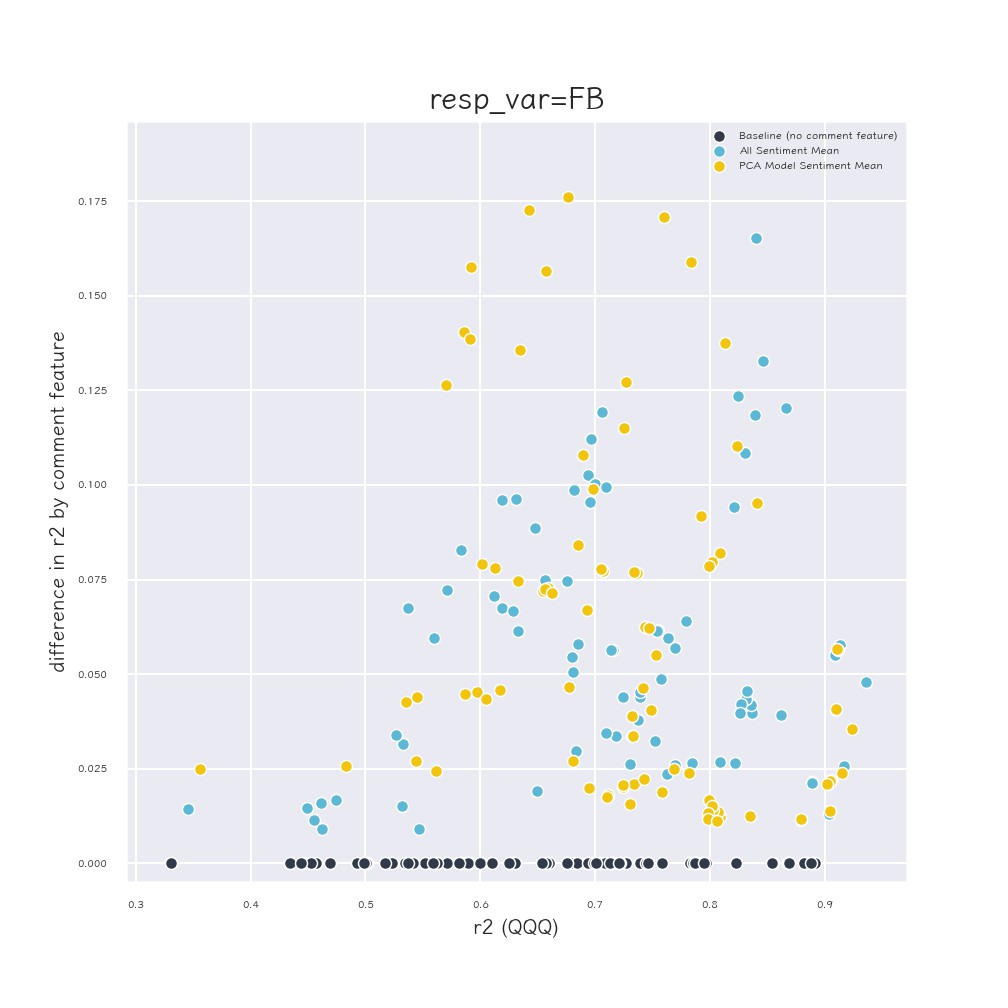 resp_var=FB
Baseline (no comment feature)
All Sentiment Mean
PCA Model Sentiment Mean
difference in r2 by comment feature
0.175
0.150
0.125
0.100
0.075
0.050
0.025
0.000
0.3 0.4 0.5 0.6 0.7 0.8 0.9
r2 (QQQ)